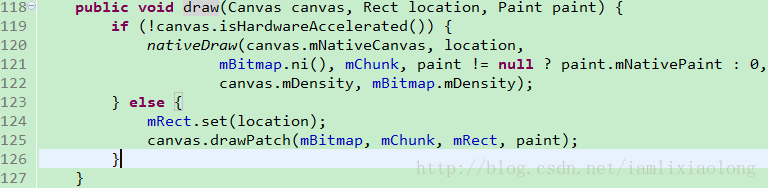 118 public void draw(Canvas canvas, Rect location, Paint paint) {
119 if (!canvas.isHardwareAccelerated()) {
120 nativeDraw(canvas.mNativeCanvas, location,
121 mBitmap.ni(), mChunk, paint != null ? paint.mNativePaint : 0,
122 canvas.mDensity, mBitmap.mDensity);
123 } else {
124 mRect.set(location);
125 canvas.drawPatch(mBitmap, mChunk, mRect, paint);
126 }
127 }
http://blog.csdn.net/iamlixiaolong